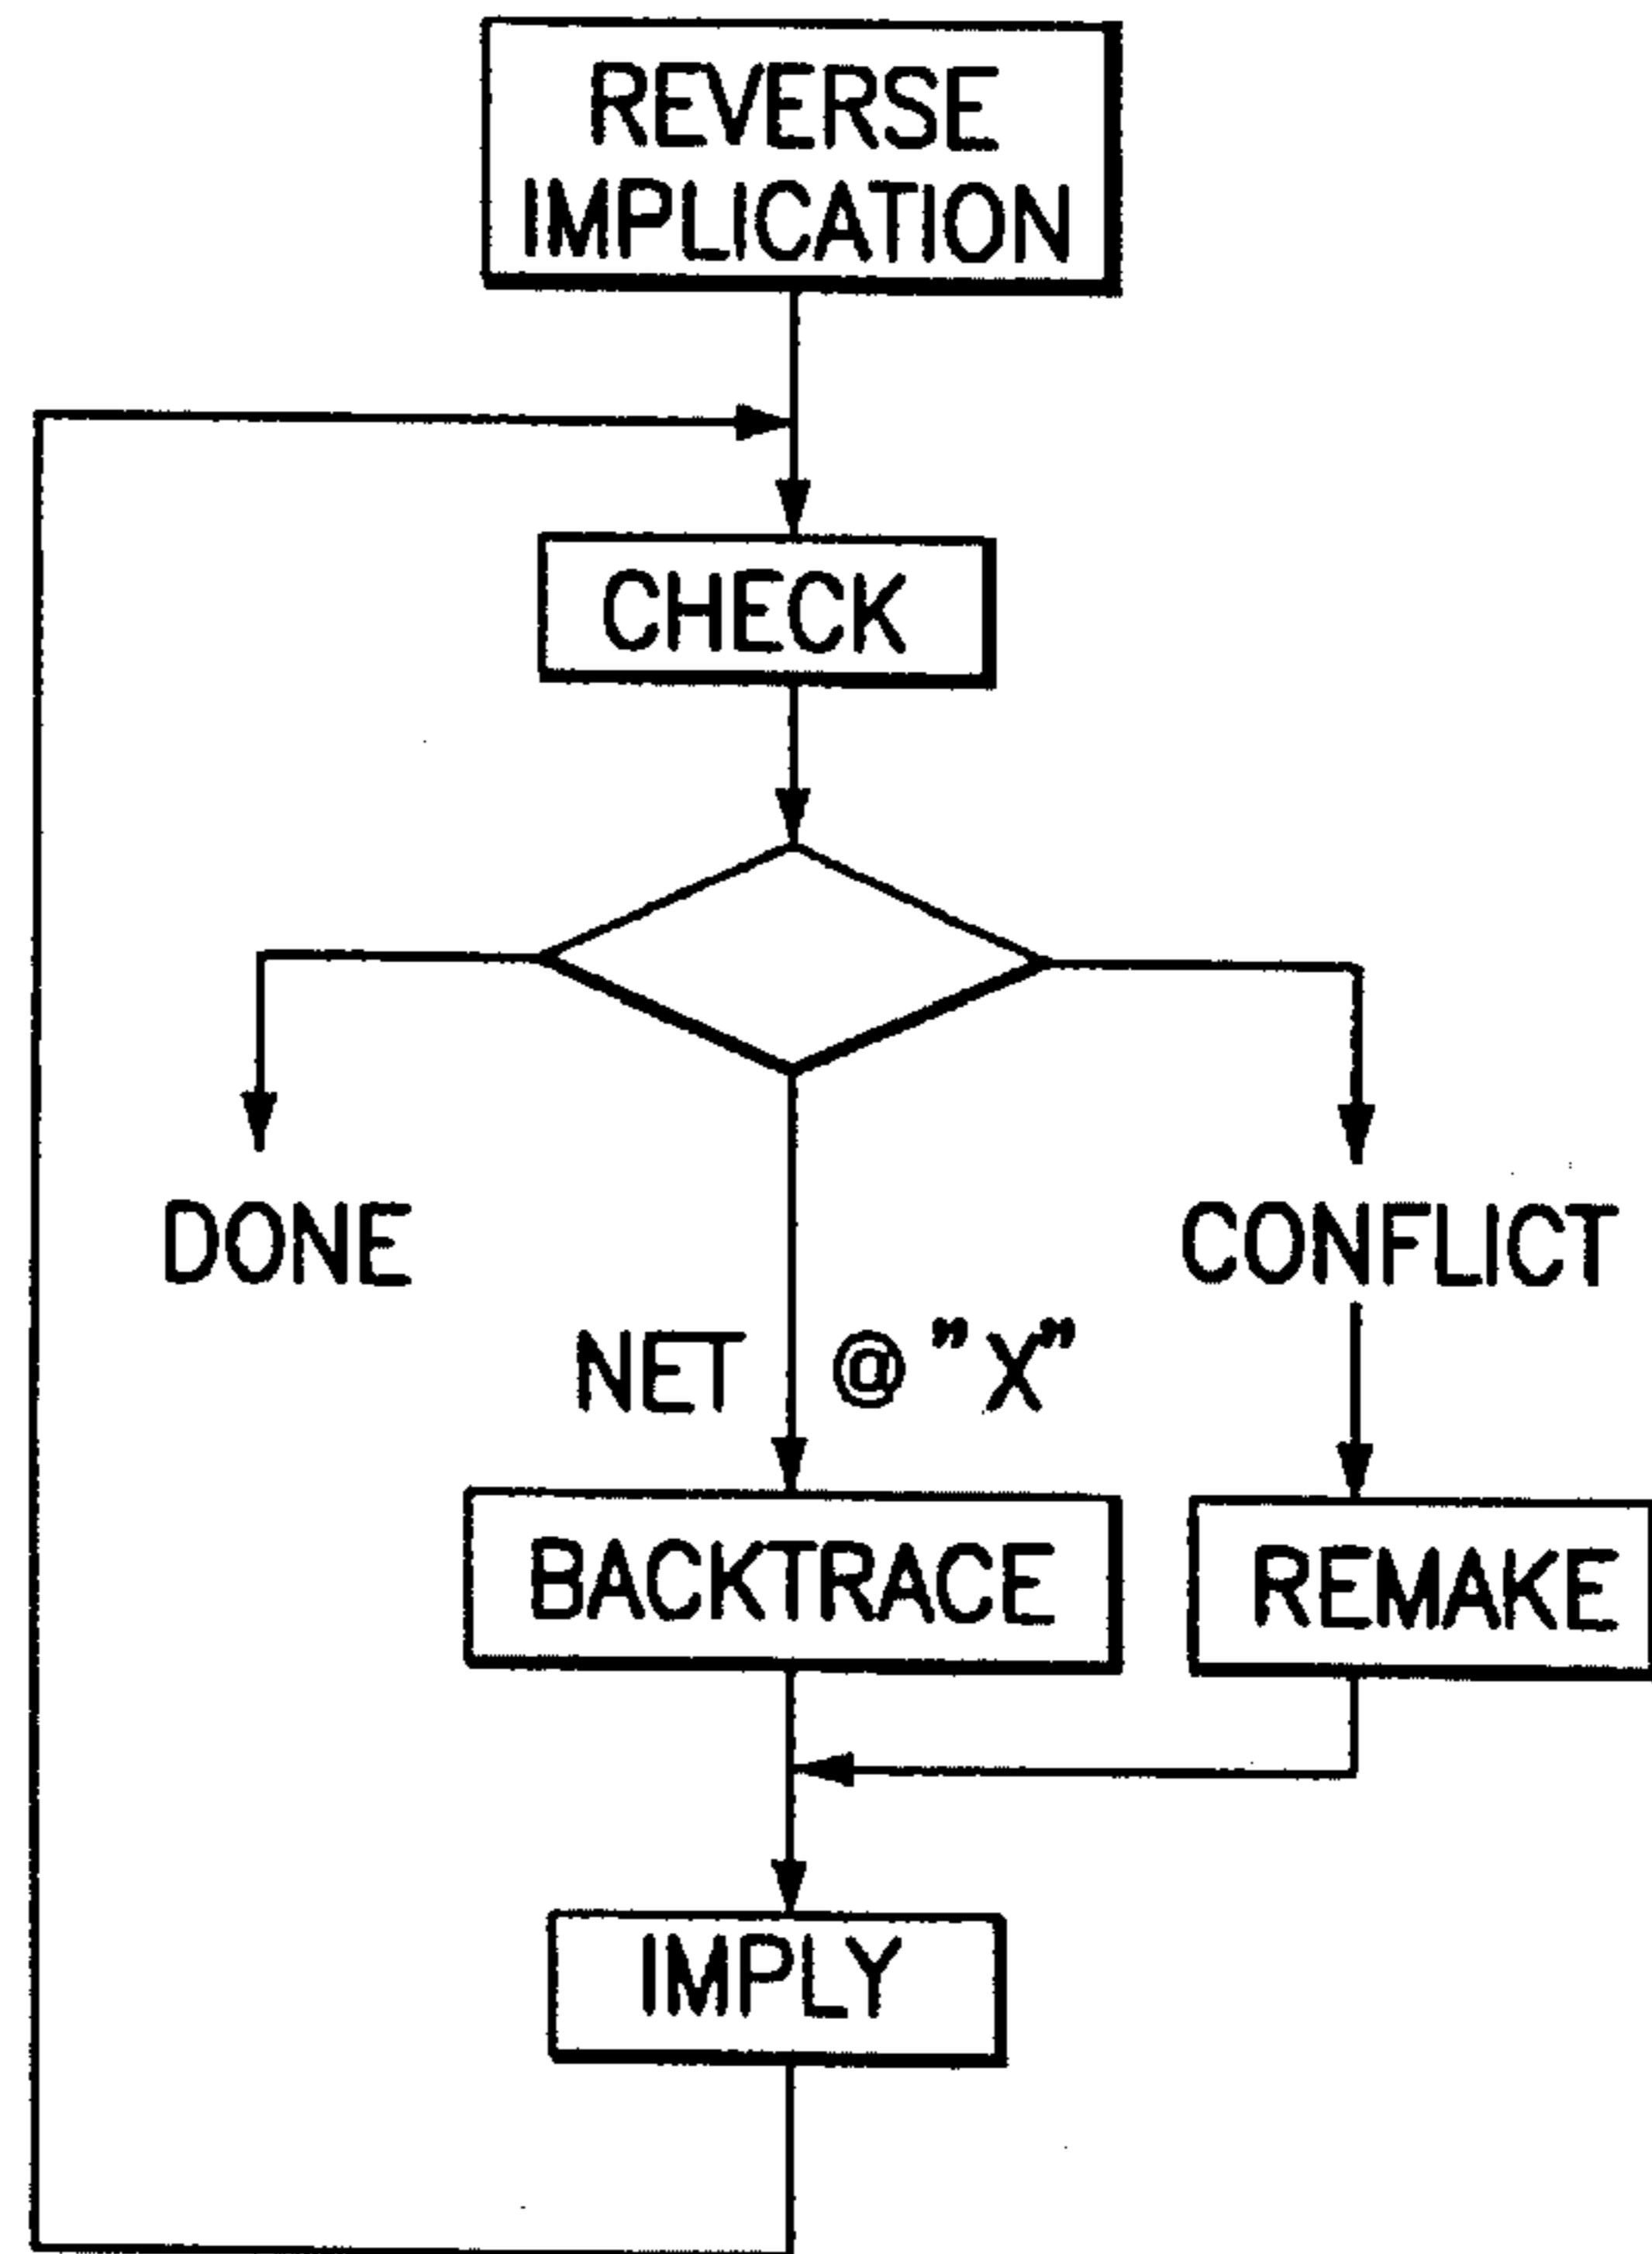 REVERSE
IMPLICATION
CHECK
DONE
CONFLICT
NET @ "X"
BACKTRACE
REMAKE
IMPLY